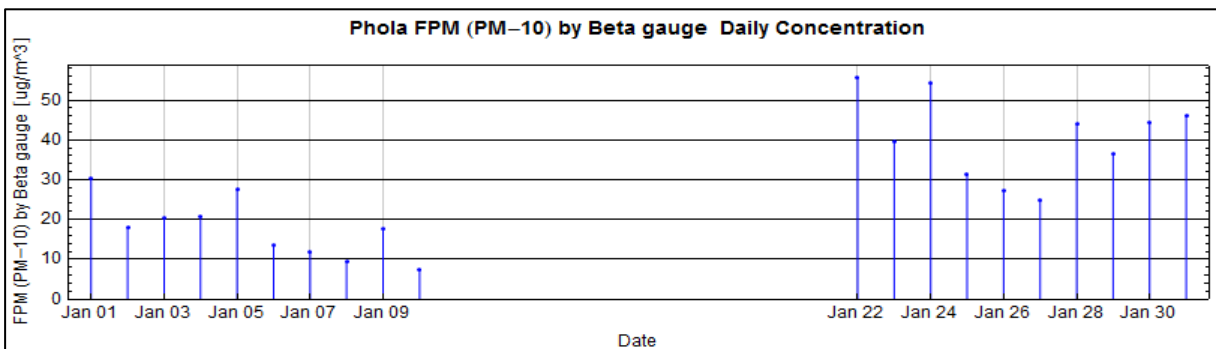 Phola FPM (PM−10) by Beta gauge  Daily Concentration
FPM (PM−10) by Beta gauge [ug/m^3]
50
40
30
20
10
0
Jan 01 Jan 03 Jan 05 Jan 07 Jan 09 Jan 22 Jan 24 Jan 26 Jan 28 Jan 30
Date